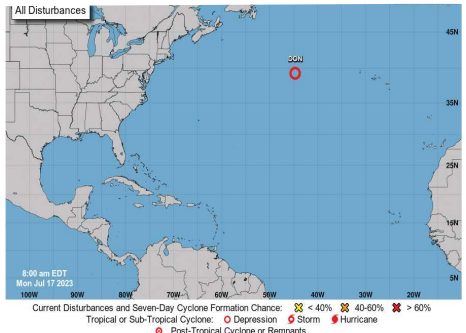 All Disturbances
DON
45N
35N
25N
15N
5N
8:00 am EDT
Mon Jul 17 2023
100W 90W 80W 70W 60W 50W 40W 30W 20W
Current Disturbances and Seven-Day Cyclone Formation Chance: < 40% 40-60% > 60%
Tropical or Sub-Tropical Cyclone: Depression Storm Hurricane
Post-Tropical Cyclone or Remnants